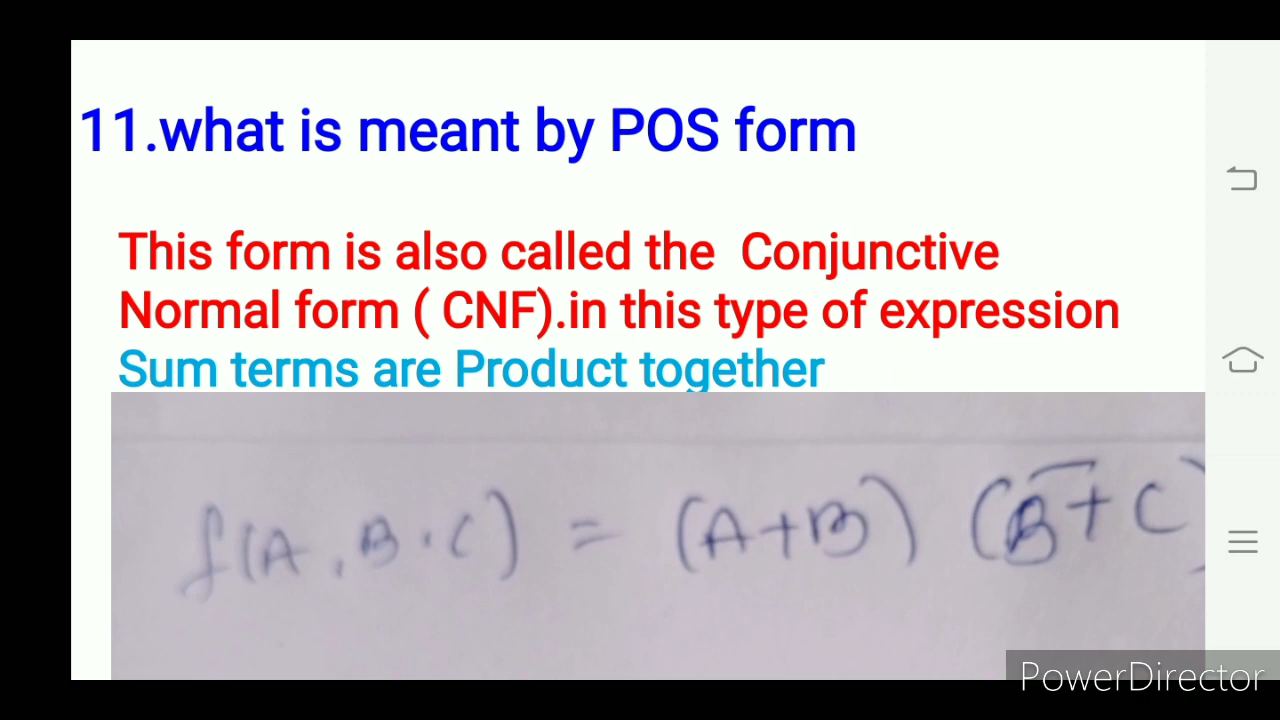 11.what is meant by POS form
This form is also called the Conjunctive
Normal form ( CNF).in this type of expression
Sum terms are Product together
f(A, B.C) = (A+B) (B̅+C)
PowerDirector